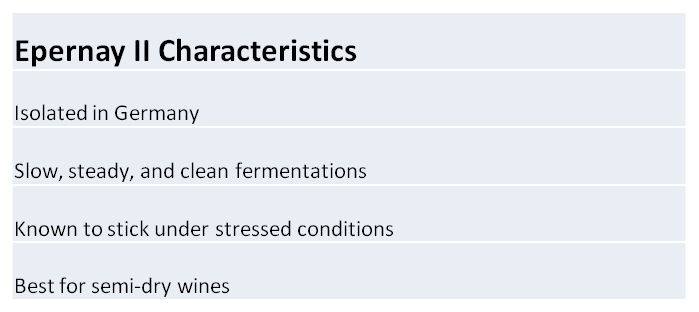 Epernay II Characteristics
Isolated in Germany
Slow, steady, and clean fermentations
Known to stick under stressed conditions
Best for semi-dry wines